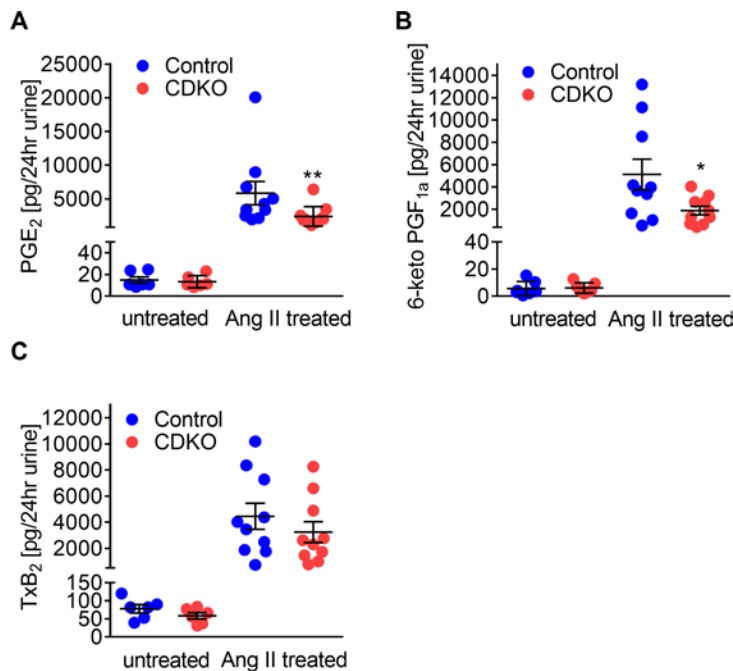 A
PGE2 [pg/24hr urine]
25000
20000
15000
10000
5000
40
20
0
Control
CDKO
**
untreated
Ang II treated
B
6-keto PGF1a [pg/24hr urine]
14000
12000
10000
8000
6000
4000
2000
20
10
0
Control
CDKO
*
untreated
Ang II treated
C
TxB2 [pg/24hr urine]
12000
10000
8000
6000
4000
2000
150
100
50
0
Control
CDKO
untreated
Ang II treated